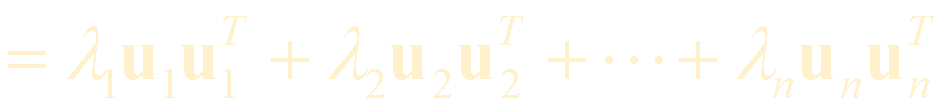 = λ₁u₁u₁ᵀ + λ₂u₂u₂ᵀ + ⋯ + λₙuₙuₙᵀ